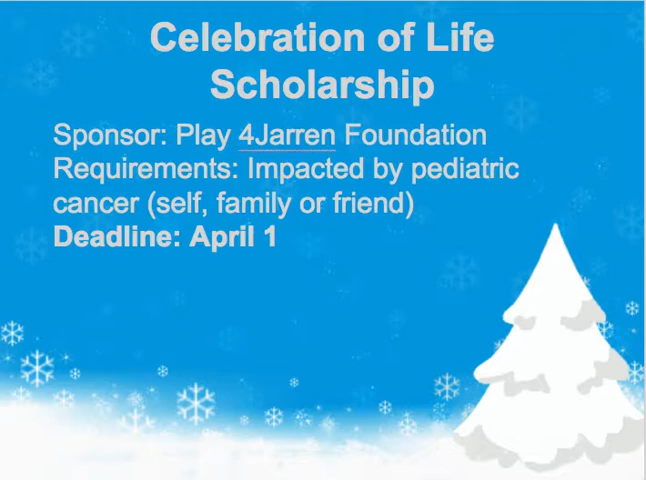 Celebration of Life
Scholarship
Sponsor: Play 4Jarren Foundation
Requirements: Impacted by pediatric
cancer (self, family or friend)
Deadline: April 1